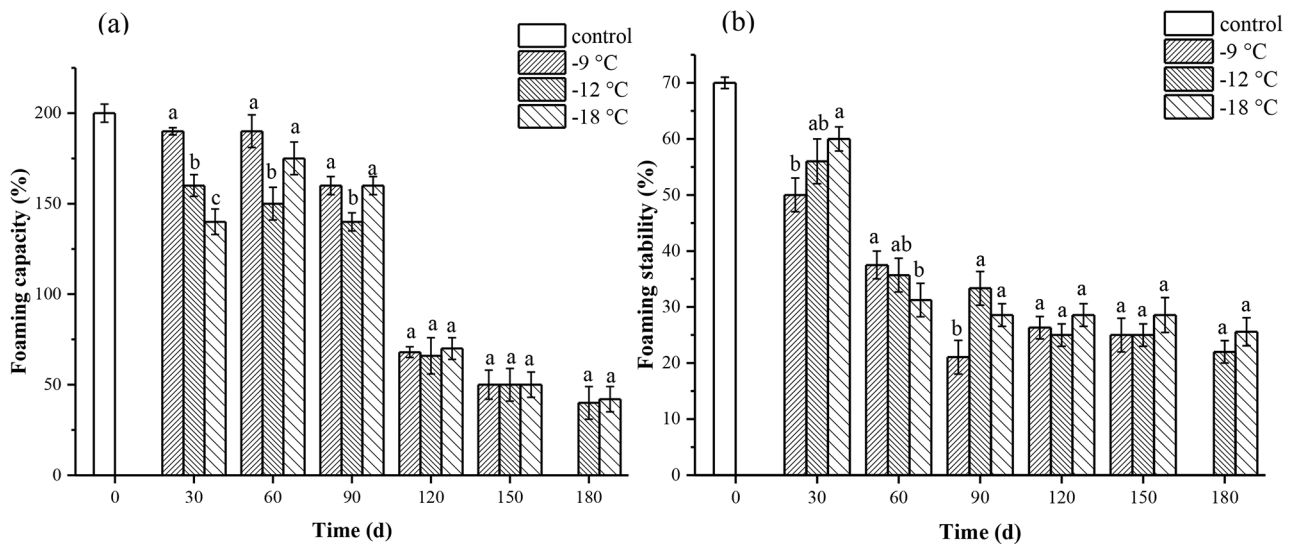 (a)
control
-9 °C
-12 °C
-18 °C
Foaming capacity (%)
200
150
100
50
0
a
b
c
a
b
a
a
b
a
a
a
a
a
a
a
a
a
0
30
60
90
120
150
180
Time (d)
(b)
control
-9 °C
-12 °C
-18 °C
Foaming stability (%)
70
60
50
40
30
20
10
0
b
ab
a
a
ab
b
b
a
a
a
a
a
a
a
a
a
a
0
30
60
90
120
150
180
Time (d)